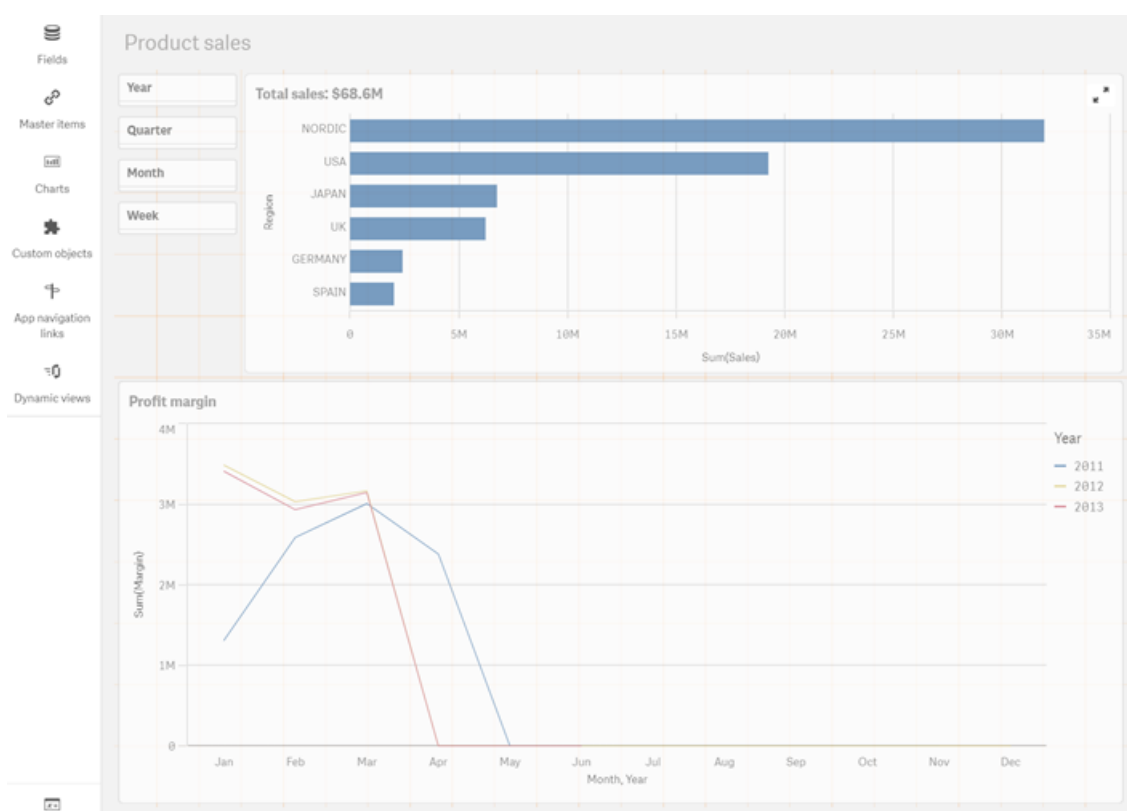 Fields
Master items
Charts
Custom objects
App navigation
links
Dynamic views
Product sales
Year
Quarter
Month
Week
Total sales: $68.6M
Region
NORDIC
USA
JAPAN
UK
GERMANY
SPAIN
0 5M 10M 15M 20M 25M 30M 35M
Sum(Sales)
Profit margin
Sum(Margin)
4M
3M
2M
1M
0
Jan Feb Mar Apr May Jun Jul Aug Sep Oct Nov Dec
Month, Year
Year
2011
2012
2013